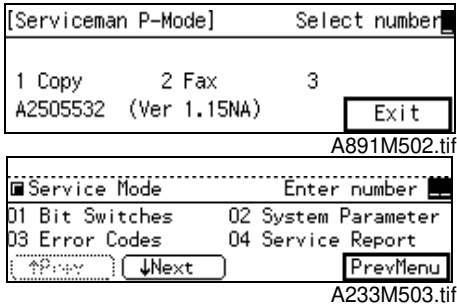 [Serviceman P-Mode] Select number
1 Copy 2 Fax 3
A2505532 (Ver 1.15NA) Exit
A891M502.tif
Service Mode Enter number
01 Bit Switches 02 System Parameter
03 Error Codes 04 Service Report
↑Prev ↓Next PrevMenu
A233M503.tif